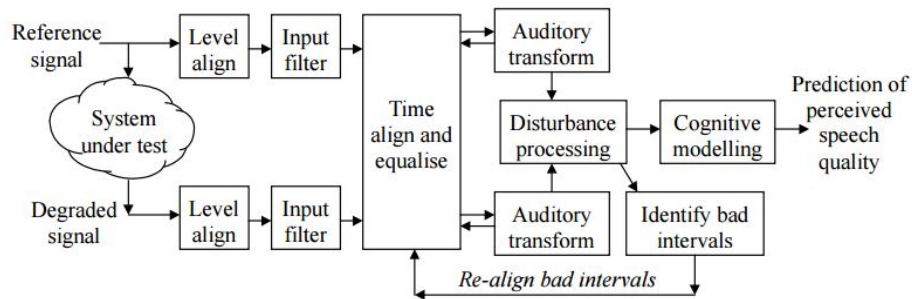 Reference
signal
Level
align
Input
filter
Auditory
transform
System
under test
Time
align and
equalise
Disturbance
processing
Cognitive
modelling
Prediction of
perceived
speech
quality
Degraded
signal
Level
align
Input
filter
Auditory
transform
Identify bad
intervals
Re-align bad intervals